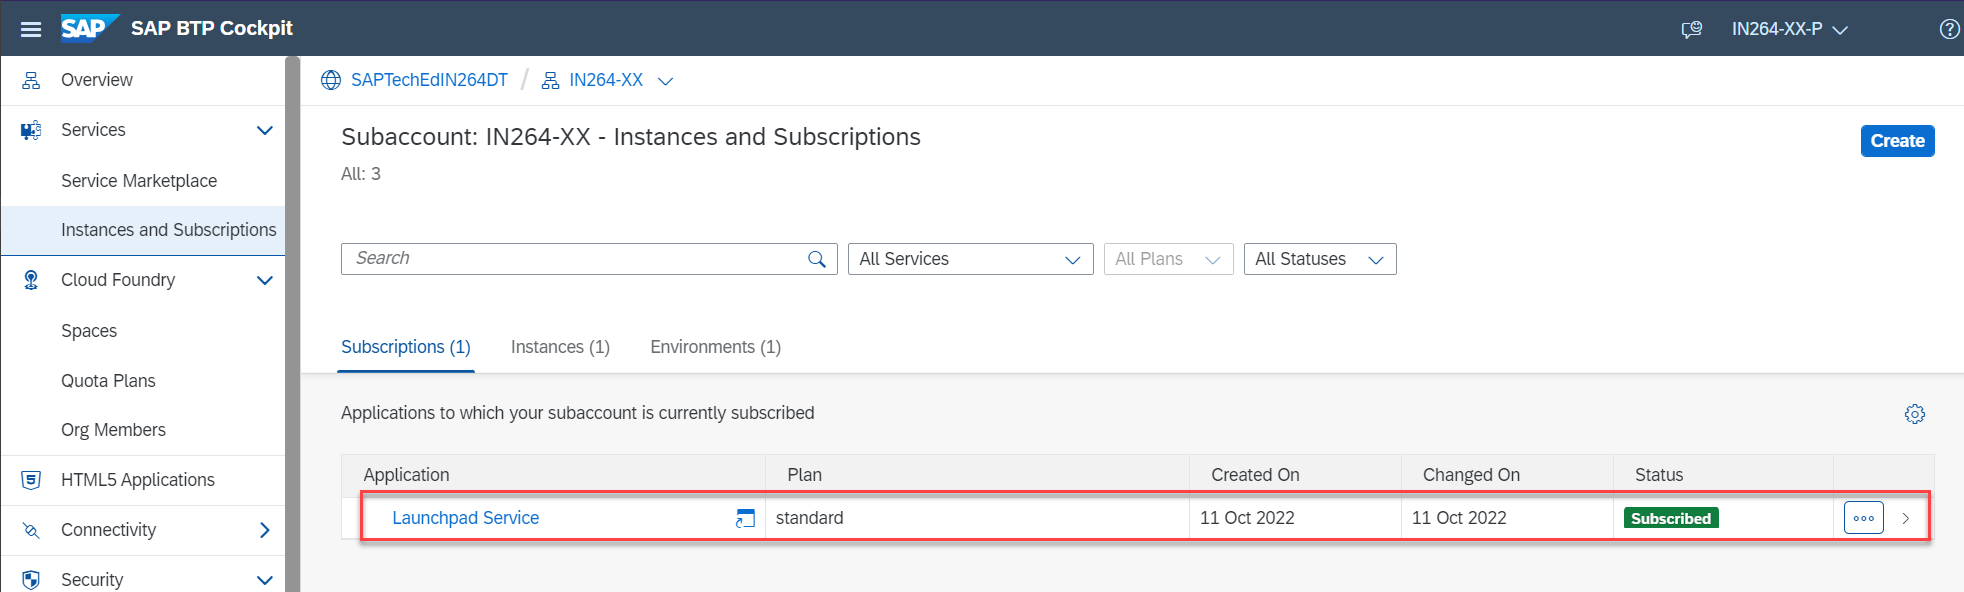 SAP SAP BTP Cockpit IN264-XX-P
Overview
Services
Service Marketplace
Instances and Subscriptions
Cloud Foundry
Spaces
Quota Plans
Org Members
HTML5 Applications
Connectivity
Security
SAPTechEdIN264DT / IN264-XX
Subaccount: IN264-XX - Instances and Subscriptions
Create
All: 3
Search All Services All Plans All Statuses
Subscriptions (1) Instances (1) Environments (1)
Applications to which your subaccount is currently subscribed
Application Plan Created On Changed On Status
Launchpad Service standard 11 Oct 2022 11 Oct 2022 Subscribed